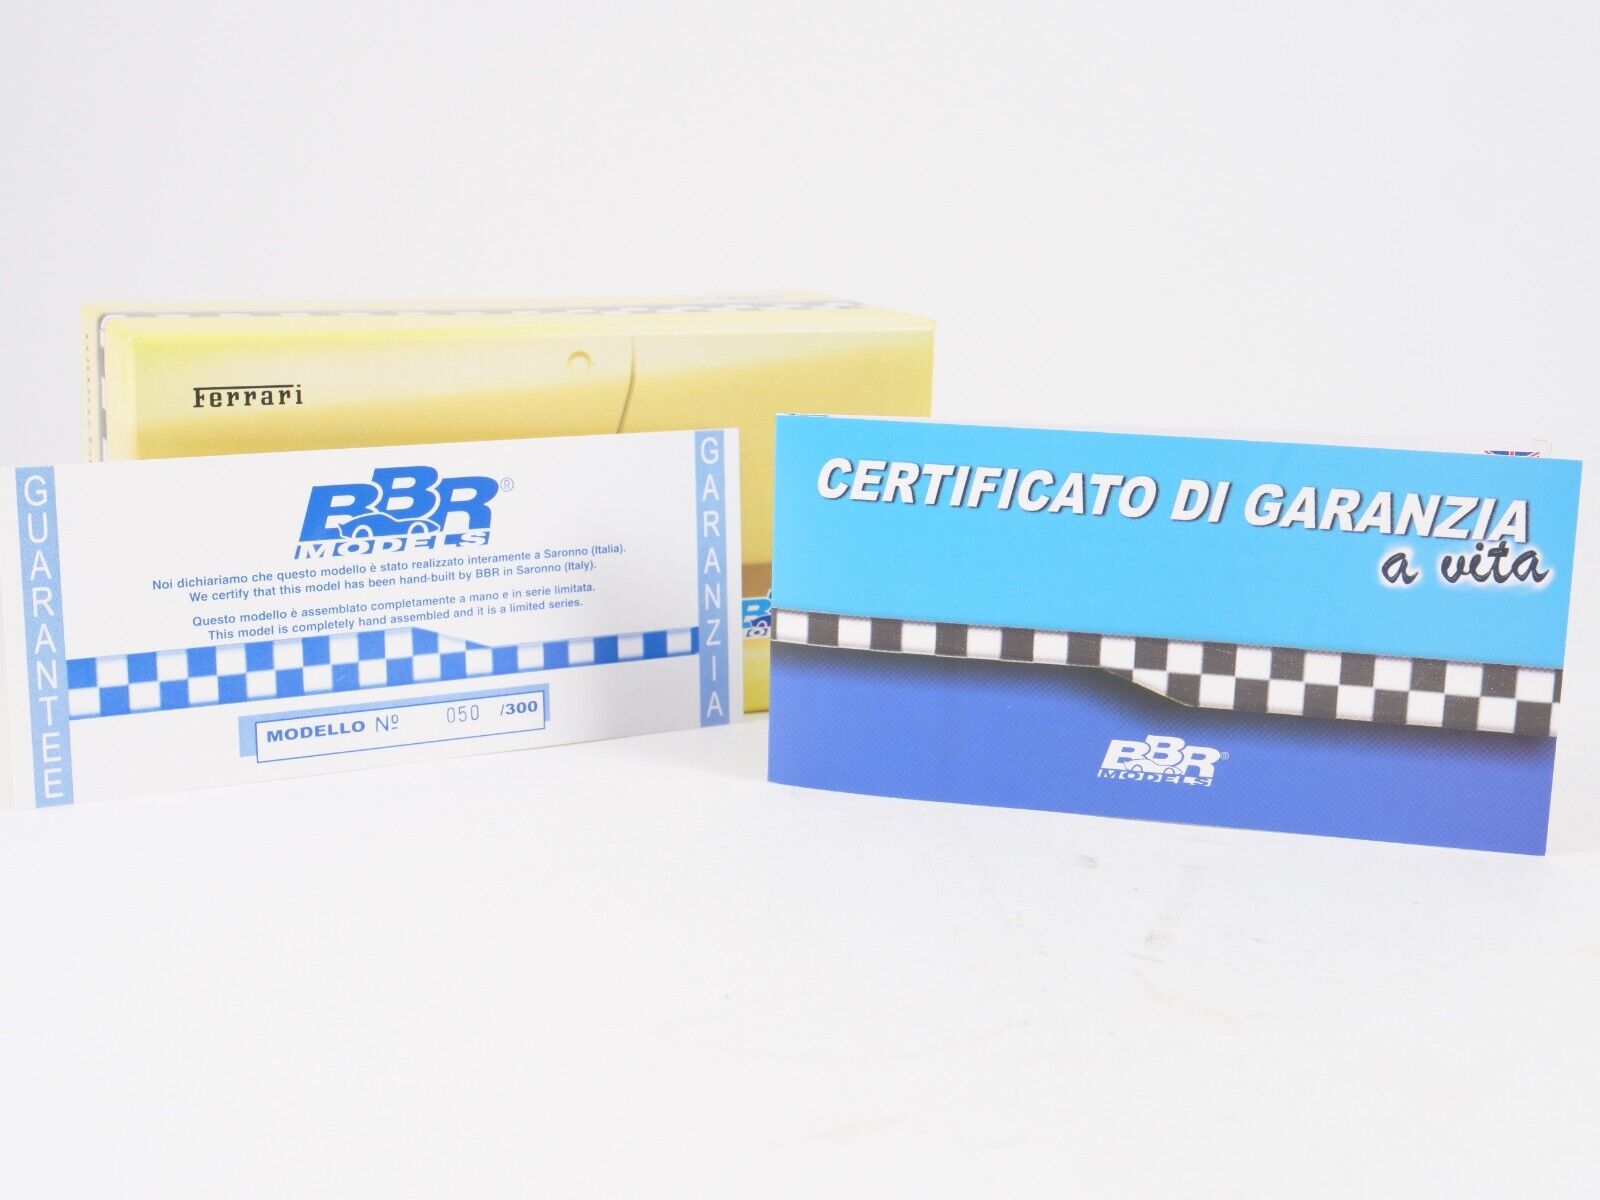 Ferrari
GUARANTEE
BBR®
MODELS
Noi dichiariamo che questo modello è stato realizzato interamente a Saronno (Italia).
We certify that this model has been hand-built by BBR in Saronno (Italy).
Questo modello è assemblato completamente a mano e in serie limitata.
This model is completely hand assembled and it is a limited series.
MODELLO Nº 050 /300
GARANZIA
CERTIFICATO DI GARANZIA
a vita
BBR®
MODELS